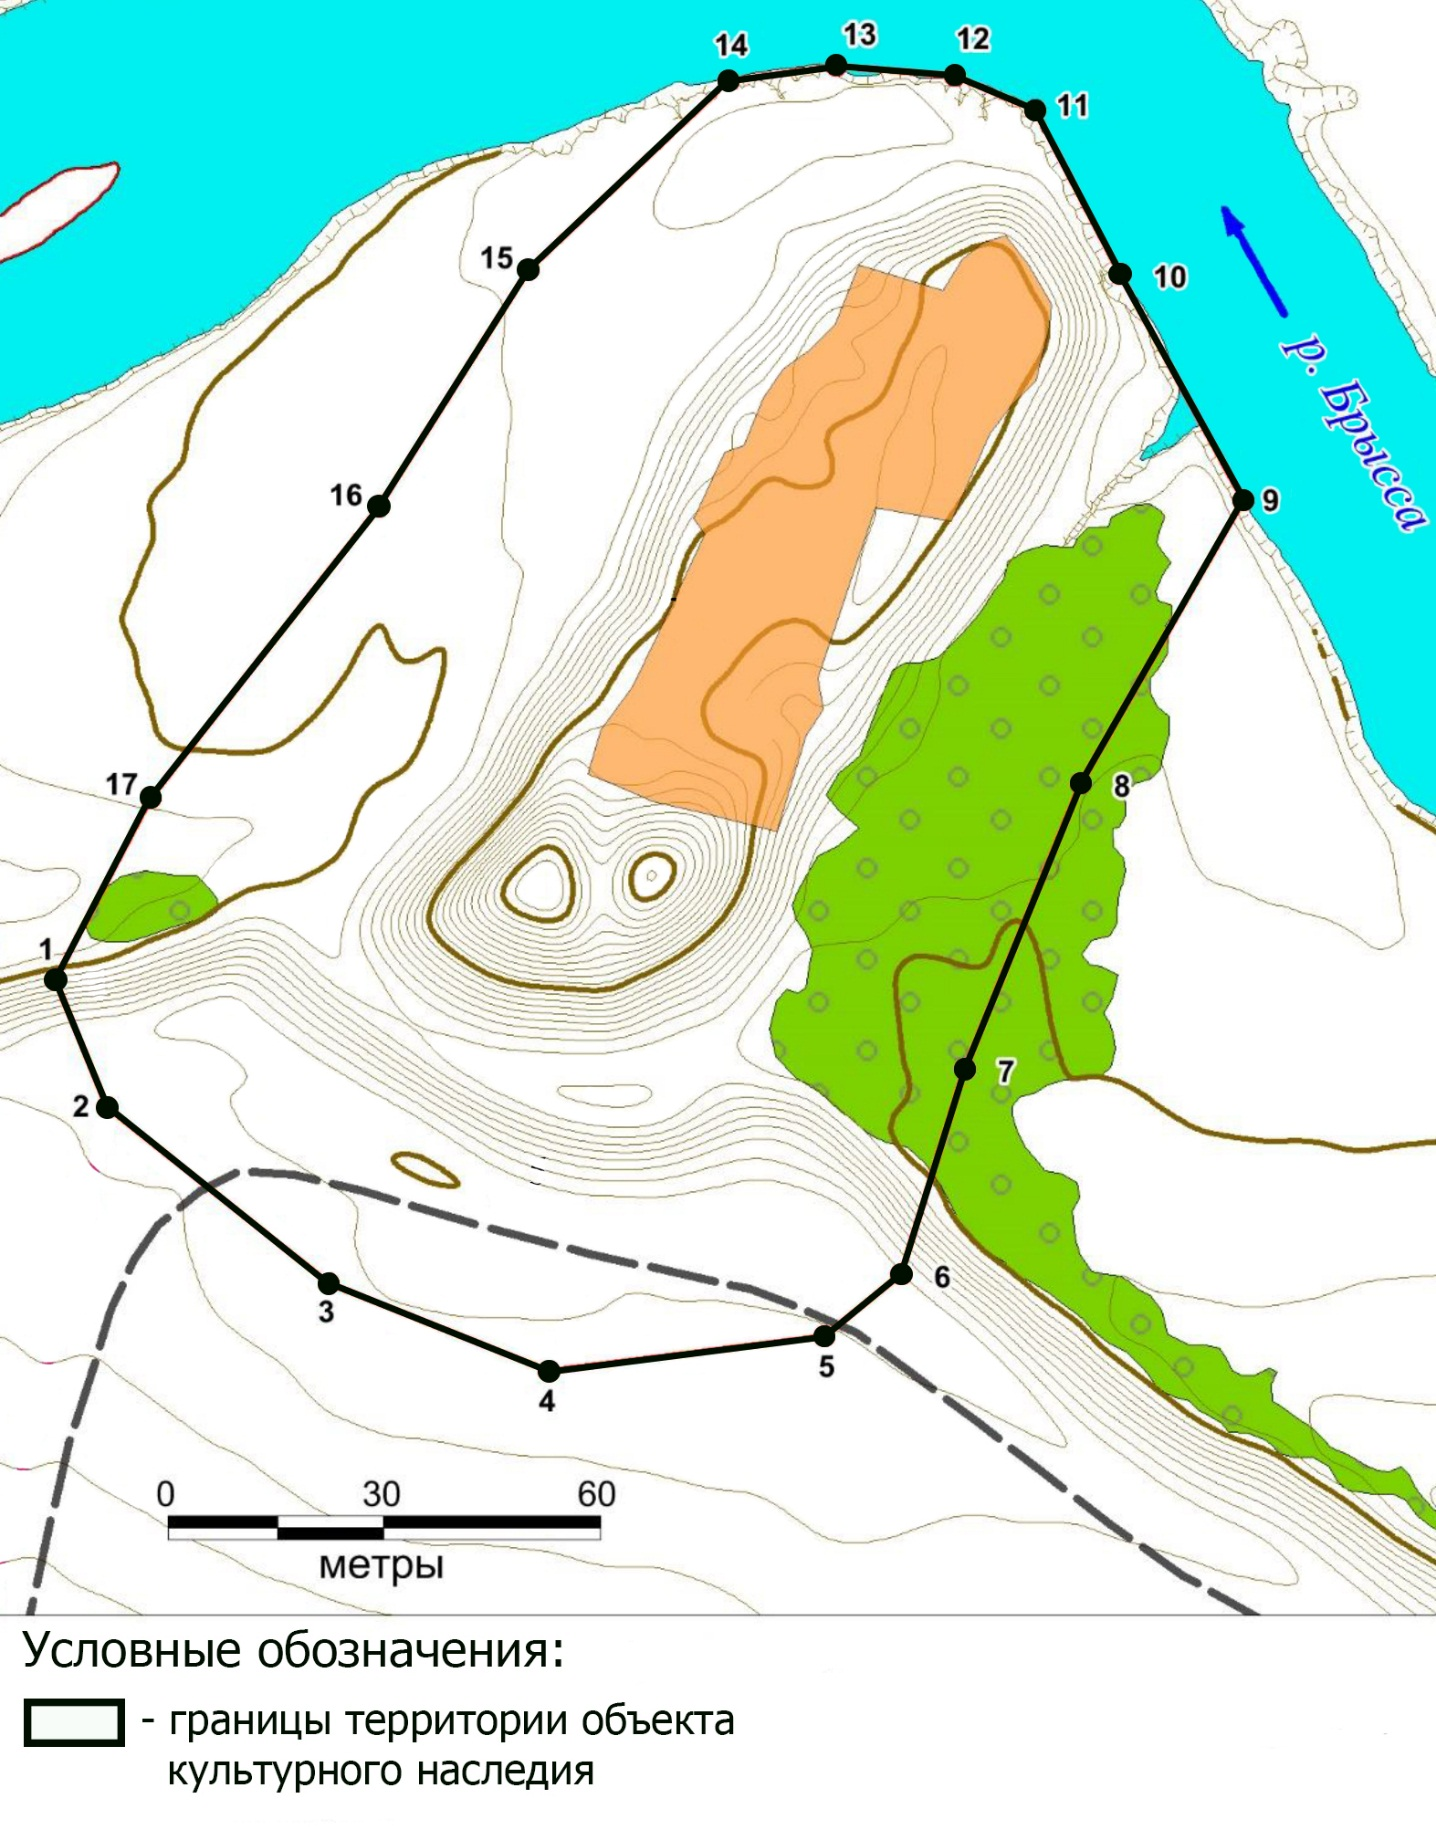 13
12
14
11
15
10
р. Брысса
16
9
17
8
1
7
2
6
3
5
4
0 30 60
метры
Условные обозначения:
- границы территории объекта
культурного наследия